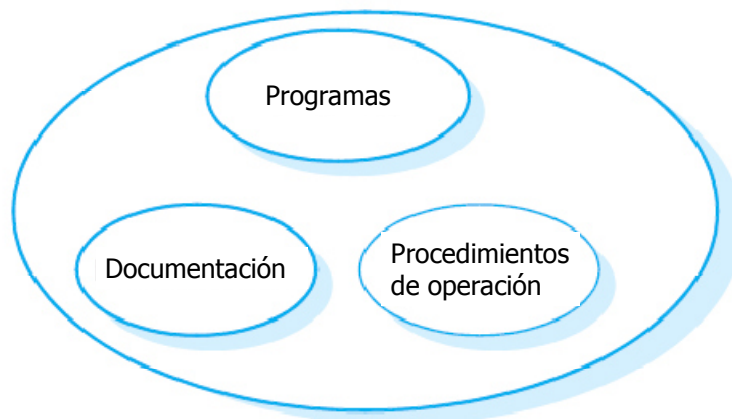 Programas
Documentación
Procedimientos
de operación